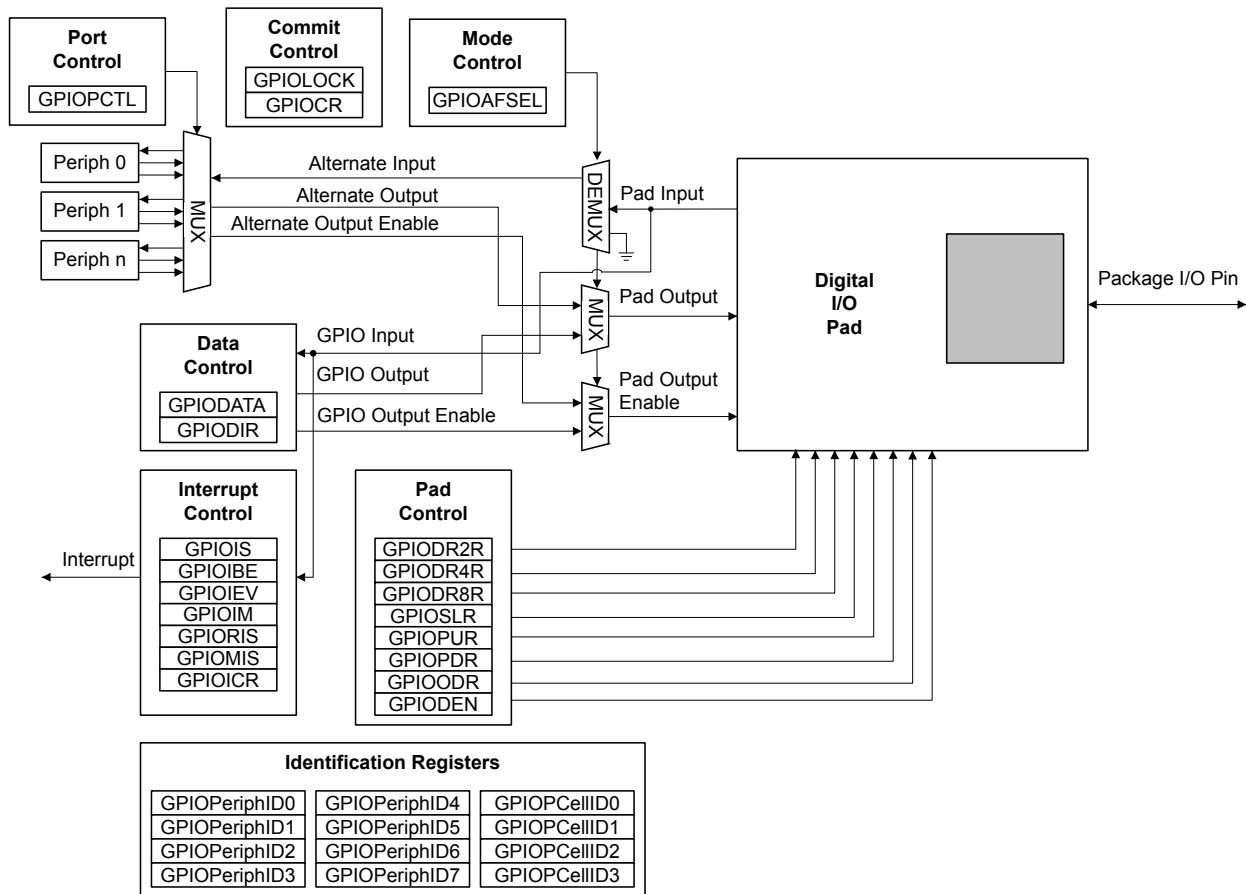 Port
Control
GPIOPCTL
Commit
Control
GPIOLOCK
GPIOCR
Mode
Control
GPIOAFSEL
Periph 0
Periph 1
Periph n
MUX
Alternate Input
Alternate Output
Alternate Output Enable
DEMUX
Pad Input
MUX
Pad Output
MUX
Pad Output
Enable
Digital
I/O
Pad
Package I/O Pin
Data
Control
GPIODATA
GPIODIR
GPIO Input
GPIO Output
GPIO Output Enable
Interrupt
Control
GPIOIS
GPIOIBE
GPIOIEV
GPIOIM
GPIORIS
GPIOMIS
GPIOICR
Interrupt
Pad
Control
GPIODR2R
GPIODR4R
GPIODR8R
GPIOSLR
GPIOPUR
GPIOPDR
GPIOODR
GPIODEN
Identification Registers
GPIOPeriphID0
GPIOPeriphID1
GPIOPeriphID2
GPIOPeriphID3
GPIOPeriphID4
GPIOPeriphID5
GPIOPeriphID6
GPIOPeriphID7
GPIOPCellID0
GPIOPCellID1
GPIOPCellID2
GPIOPCellID3